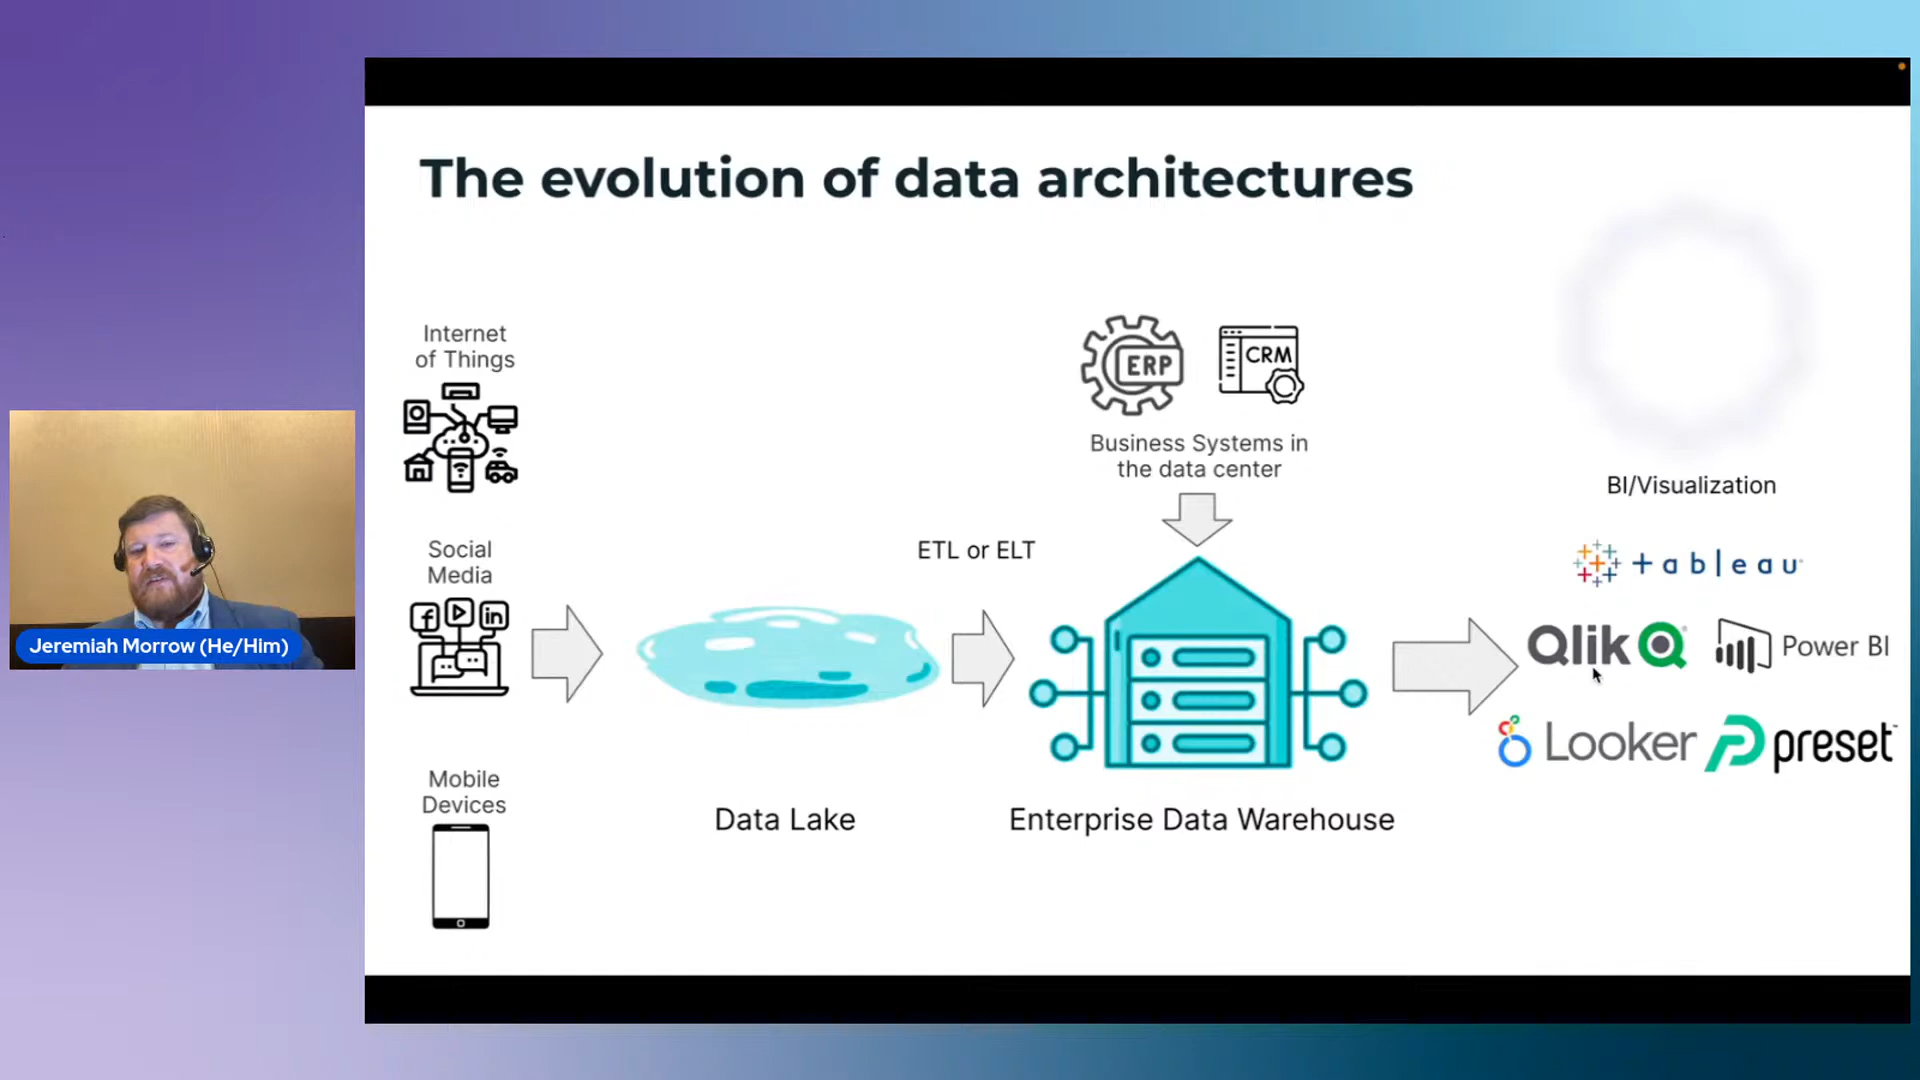 The evolution of data architectures
Internet
of Things
ERP
CRM
Business Systems in
the data center
BI/Visualization
Social
Media
f
in
ETL or ELT
+ableau
Qlik Q
Power BI
Looker
preset
Mobile
Devices
Data Lake
Enterprise Data Warehouse
Jeremiah Morrow (He/Him)